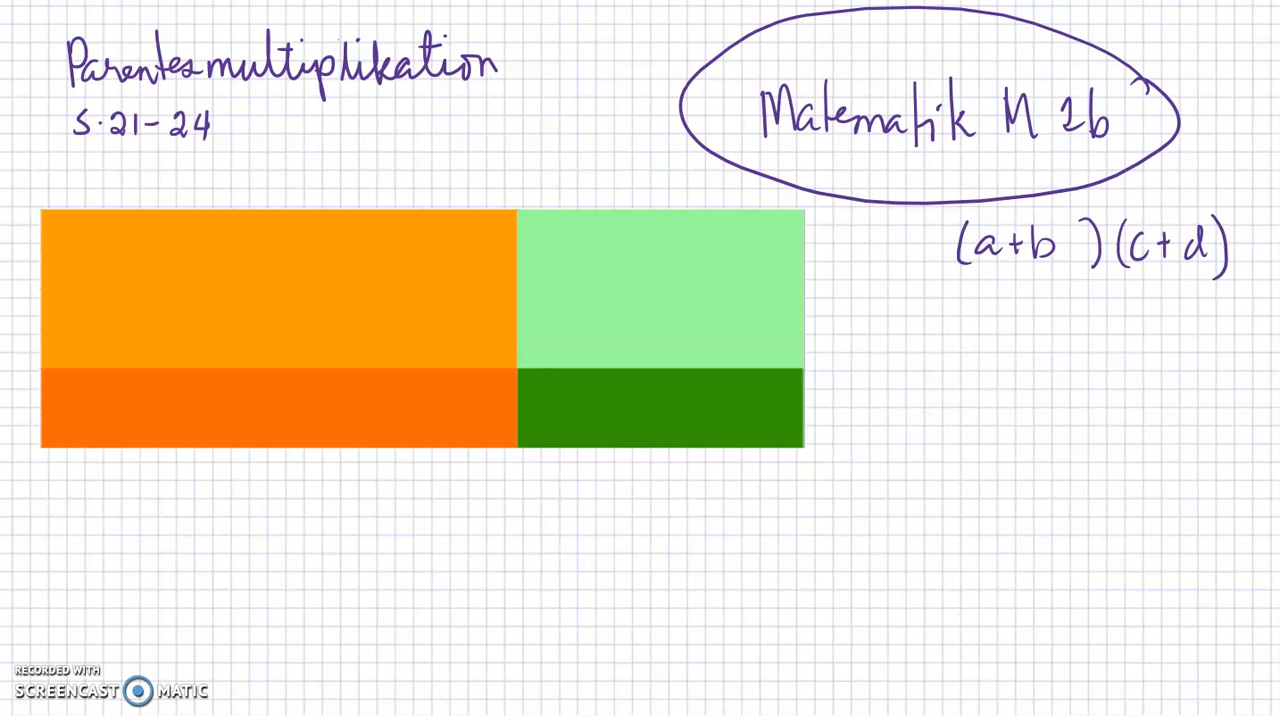 Parentesmultiplikation
S. 21-24
Matematik M 2b
(a+b )(c+d)
RECORDED WITH
SCREENCAST MATIC